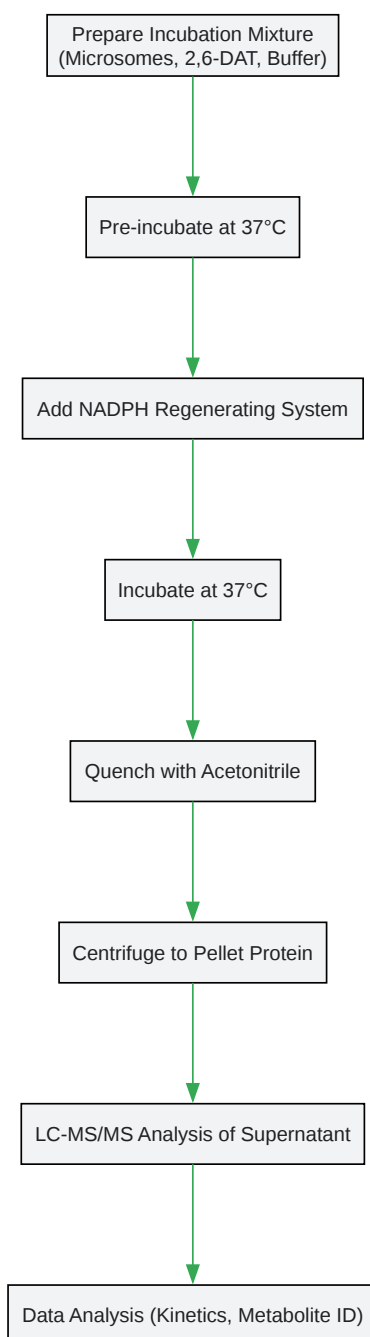 Prepare Incubation Mixture
(Microsomes, 2,6-DAT, Buffer)
Pre-incubate at 37°C
Add NADPH Regenerating System
Incubate at 37°C
Quench with Acetonitrile
Centrifuge to Pellet Protein
LC-MS/MS Analysis of Supernatant
Data Analysis (Kinetics, Metabolite ID)